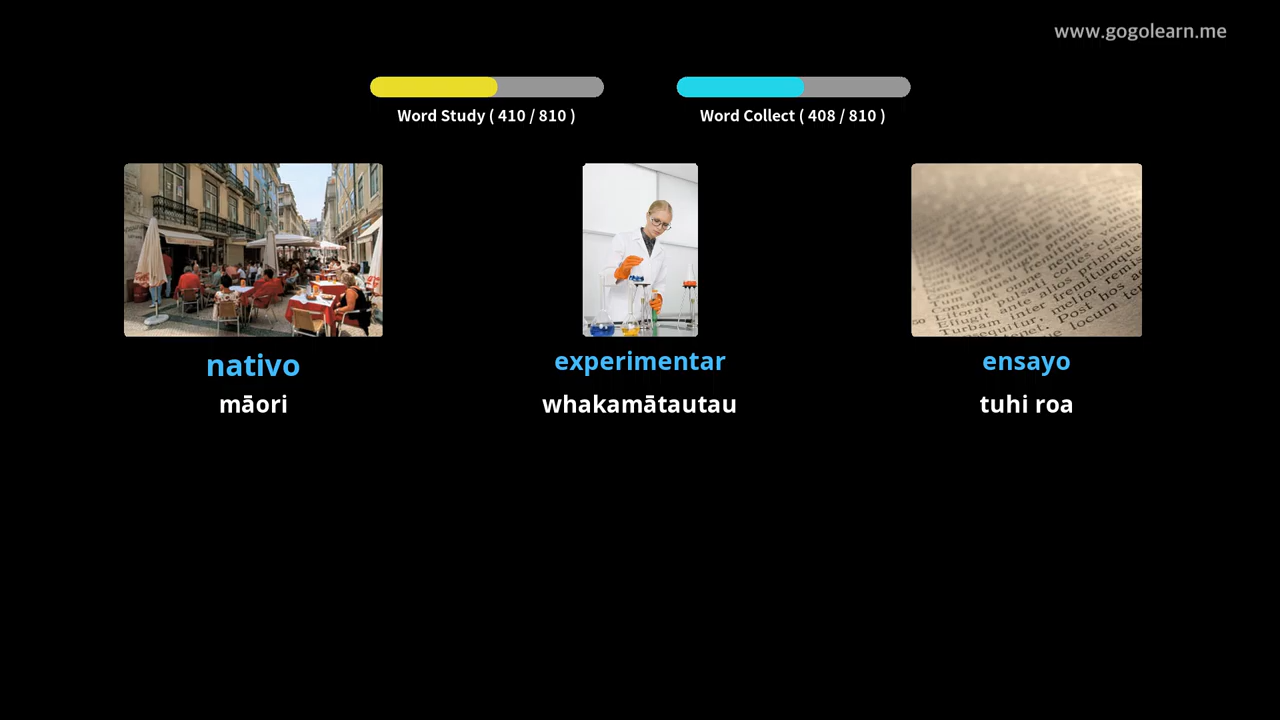 www.gogolearn.me
Word Study ( 410 / 810 )
Word Collect ( 408 / 810 )
nativo
māori
experimentar
whakamātautau
ensayo
tuhi roa